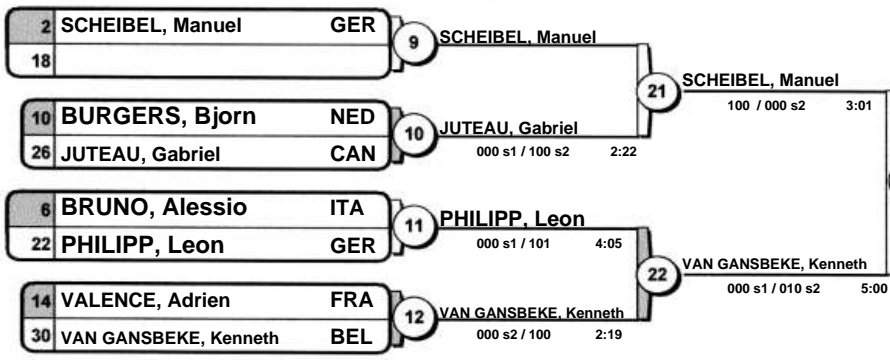 2 SCHEIBEL, Manuel GER
18
9
SCHEIBEL, Manuel
10 BURGERS, Bjorn NED
26 JUTEAU, Gabriel CAN
10
JUTEAU, Gabriel
000 s1 / 100 s2 2:22
21
SCHEIBEL, Manuel
100 / 000 s2 3:01
6 BRUNO, Alessio ITA
22 PHILIPP, Leon GER
11
PHILIPP, Leon
000 s1 / 101 4:05
14 VALENCE, Adrien FRA
30 VAN GANSBEKE, Kenneth BEL
12
VAN GANSBEKE, Kenneth
000 s2 / 100 2:19
22
VAN GANSBEKE, Kenneth
000 s1 / 010 s2 5:00